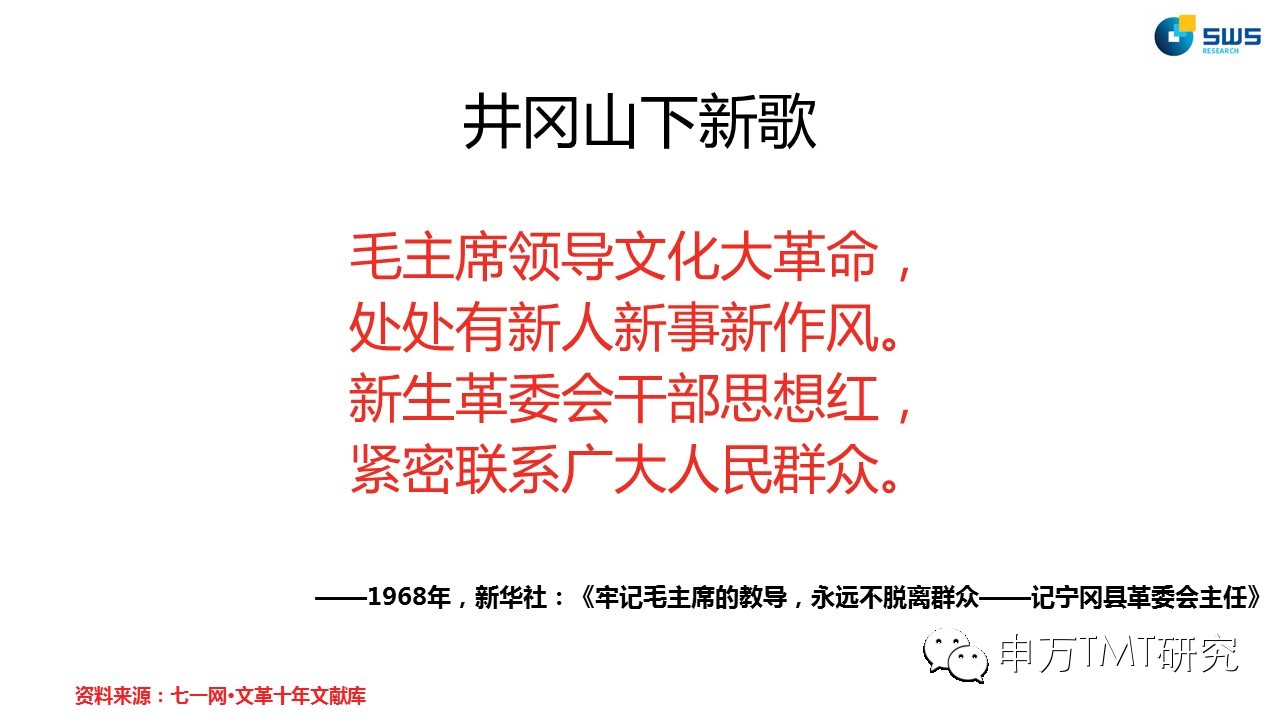 SWS
RESEARCH
井冈山下新歌
毛主席领导文化大革命，
处处有新人新事新作风。
新生革委会干部思想红，
紧密联系广大人民群众。
——1968年，新华社：《牢记毛主席的教导，永远不脱离群众——记宁冈县革委会主任》
申万TMT研究
资料来源：七一网•文革十年文献库